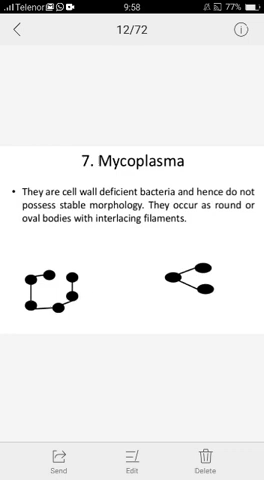 Telenor 9:58 77%
12/72
7. Mycoplasma
• They are cell wall deficient bacteria and hence do not
possess stable morphology. They occur as round or
oval bodies with interlacing filaments.
Send Edit Delete